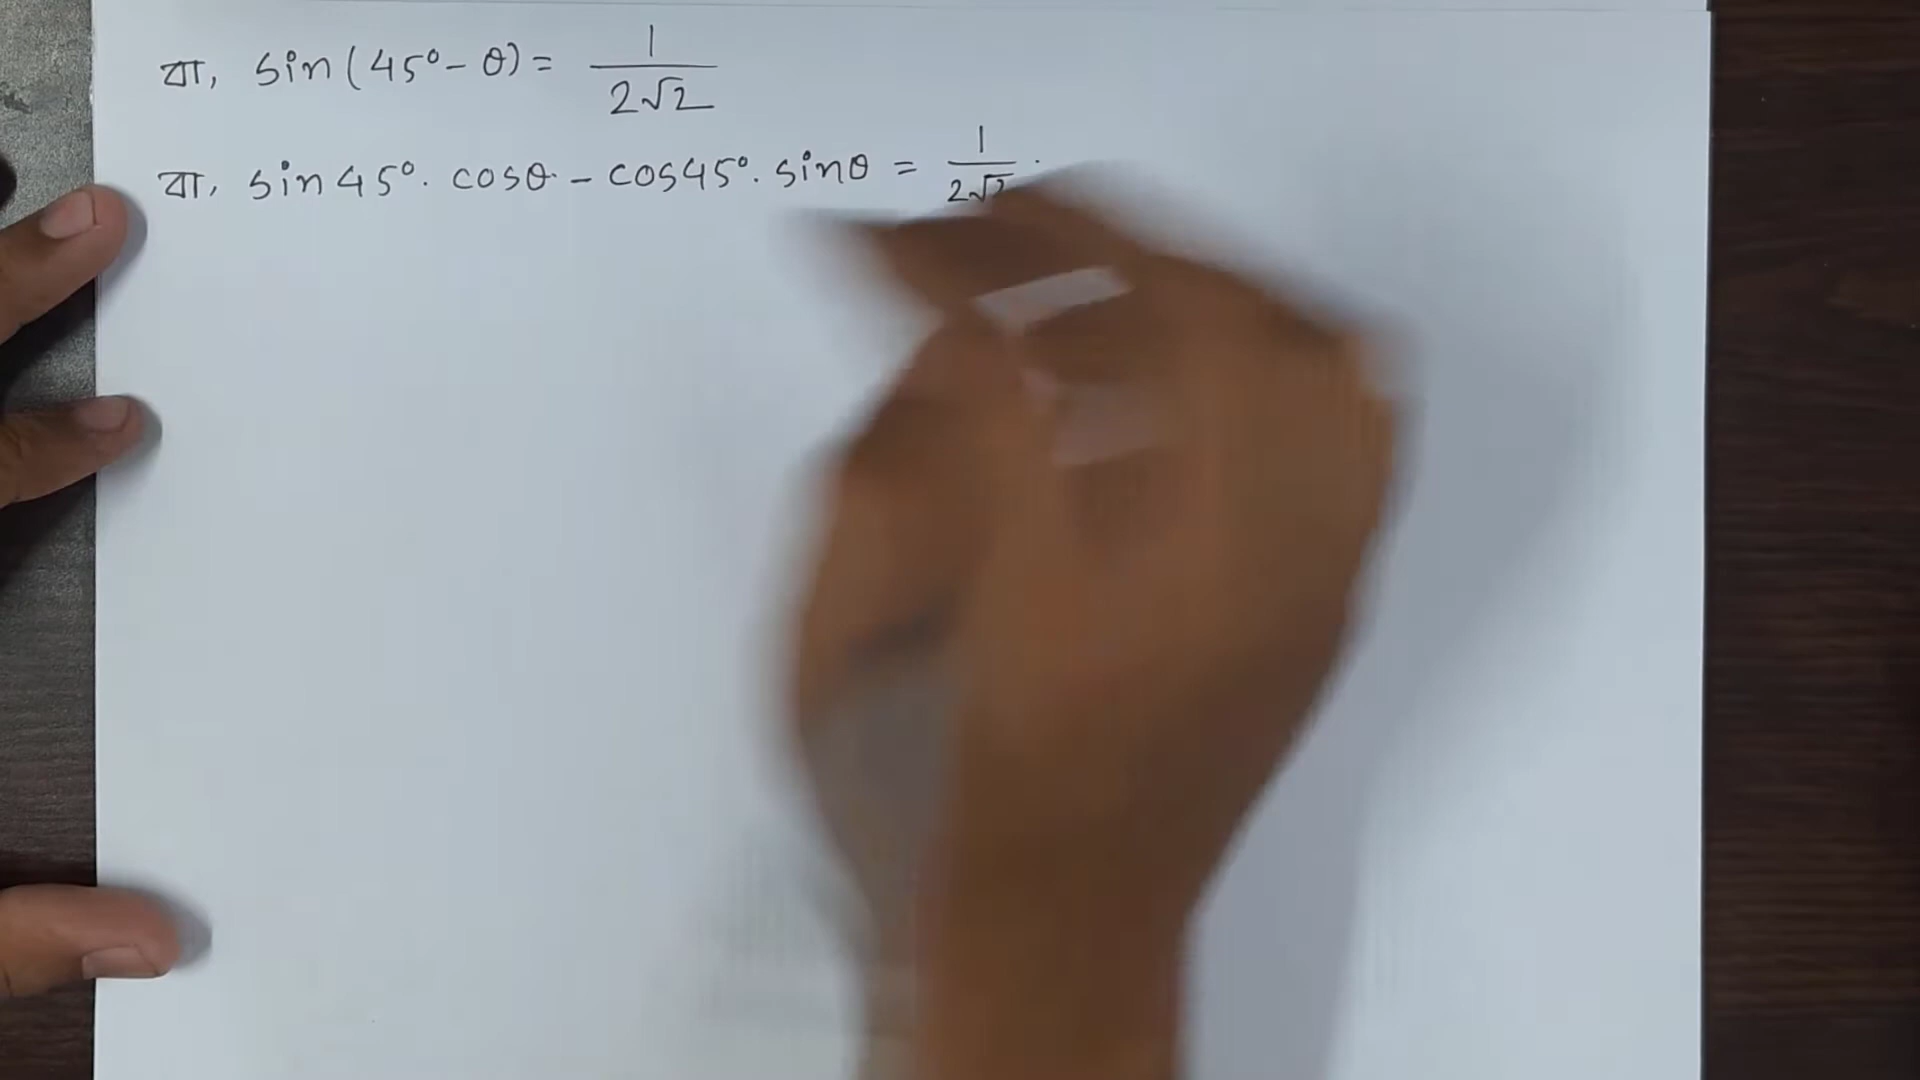 বা, sin(45°- θ) = 1/2√2
বা, sin45°. cosθ - cos45°. sinθ = 1/2√2